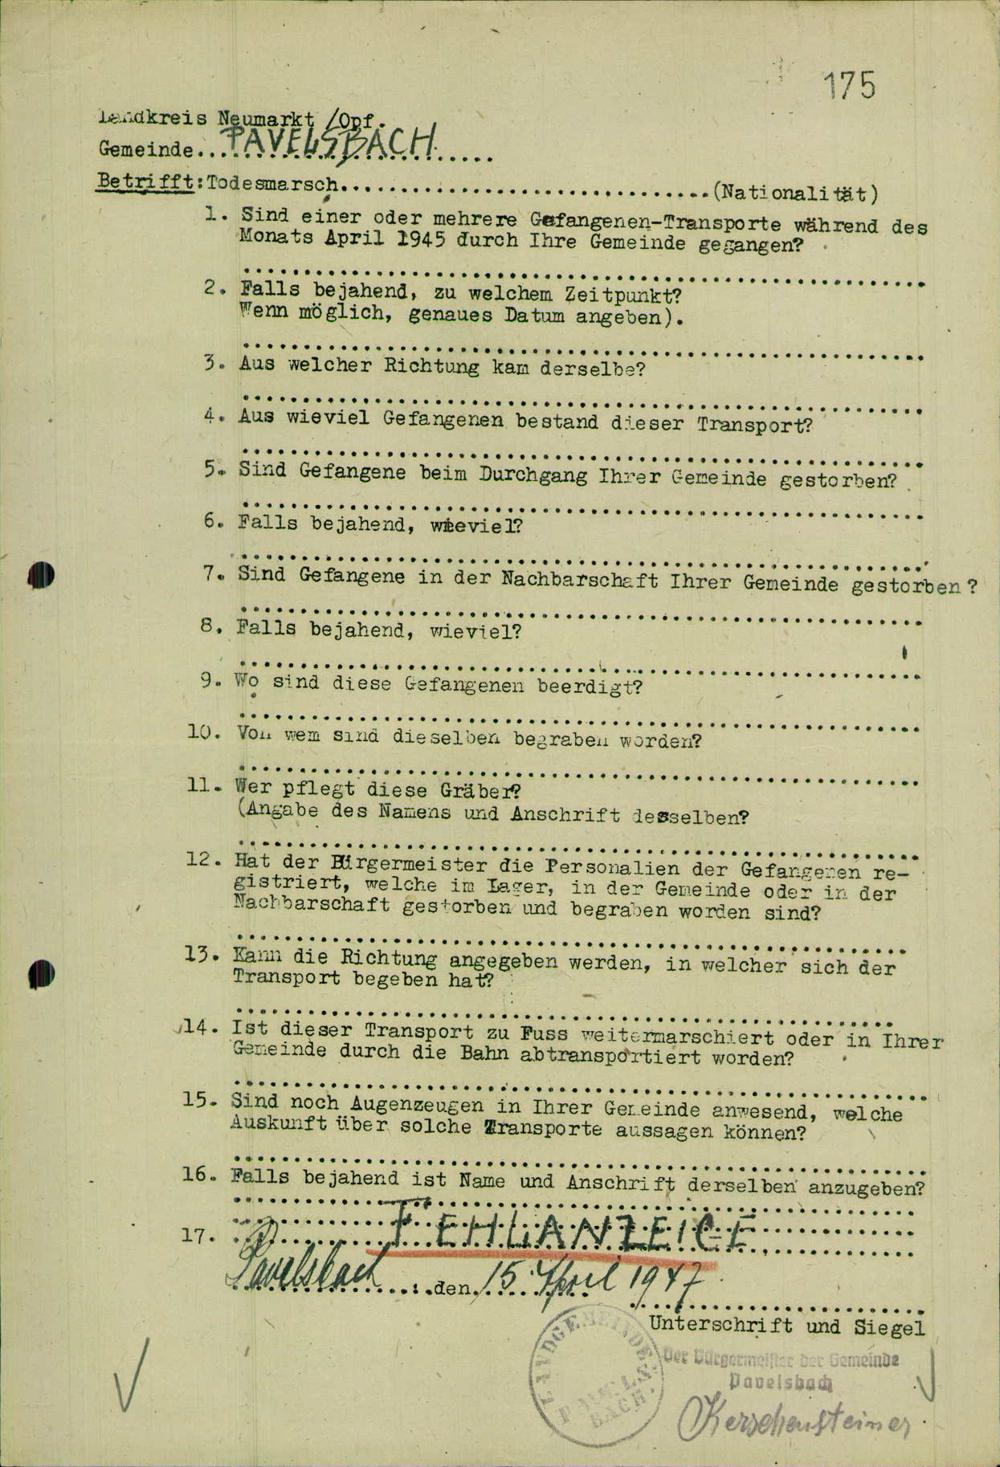 175
Landkreis Neumarkt /Opf.
Gemeinde...PAVELSBACH......
Betrifft:Todesmarsch...............................(Nationalität)
1. Sind einer oder mehrere Gefangenen-Transporte während des
Monats April 1945 durch Ihre Gemeinde gegangen?
2. Falls bejahend, zu welchem Zeitpunkt?
Wenn möglich, genaues Datum angeben).
3. Aus welcher Richtung kam derselbe?
4. Aus wieviel Gefangenen bestand dieser Transport?
5. Sind Gefangene beim Durchgang Ihrer Gemeinde gestorben?
6. Falls bejahend, wieviel?
7. Sind Gefangene in der Nachbarschaft Ihrer Gemeinde gestorben?
8. Falls bejahend, wieviel?
9. Wo sind diese Gefangenen beerdigt?
10. Von wem sind dieselben begraben worden?
11. Wer pflegt diese Gräber?
(Angabe des Namens und Anschrift desselben?
12. Hat der Bürgermeister die Personalien der Gefangenen re-
gistriert, welche im Lager, in der Gemeinde oder in der
Nachbarschaft gestorben und begraben worden sind?
13. Kann die Richtung angegeben werden, in welcher sich der
Transport begeben hat?
14. Ist dieser Transport zu Fuss weitermarschiert oder in Ihrer
Gemeinde durch die Bahn abtransportiert worden?
15. Sind noch Augenzeugen in Ihrer Gemeinde anwesend, welche
Auskunft über solche Transporte aussagen können?
16. Falls bejahend ist Name und Anschrift derselben anzugeben?
17. FEHLANZEIGE
Pavelsbach...:.den.15. April 1947
Unterschrift und Siegel
LANDGEMEINDE
PAVELSBACH
Der Bürgermeister der Gemeinde
Pavelsbach
Kerschensteiner